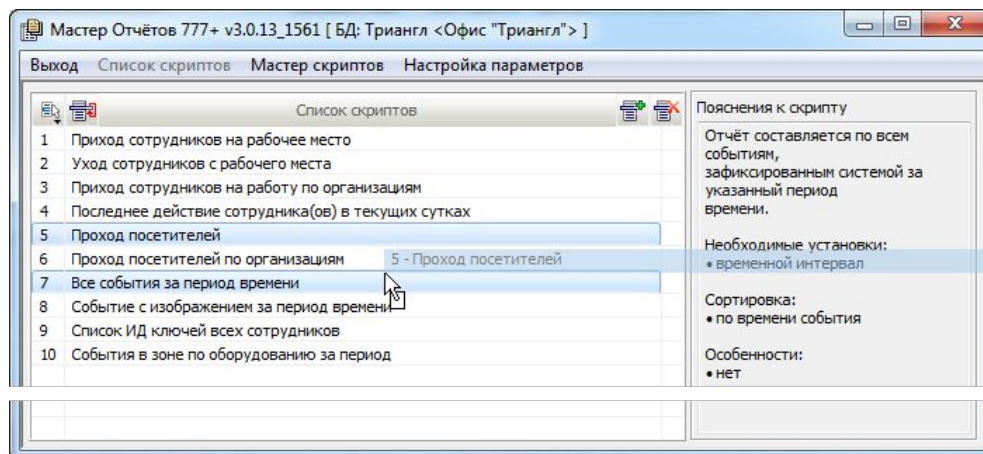 Мастер Отчётов 777+ v3.0.13_1561 [ БД: Триангл <Офис "Триангл"> ]
Выход Список скриптов Мастер скриптов Настройка параметров
Список скриптов
1 Приход сотрудников на рабочее место
2 Уход сотрудников с рабочего места
3 Приход сотрудников на работу по организациям
4 Последнее действие сотрудника(ов) в текущих сутках
5 Проход посетителей
6 Проход посетителей по организациям
5 - Проход посетителей
7 Все события за период времени
8 Событие с изображением за период времени
9 Список ИД ключей всех сотрудников
10 События в зоне по оборудованию за период
Пояснения к скрипту
Отчёт составляется по всем
событиям,
зафиксированным системой за
указанный период
времени.
Необходимые установки:
• временной интервал
Сортировка:
• по времени события
Особенности:
• нет